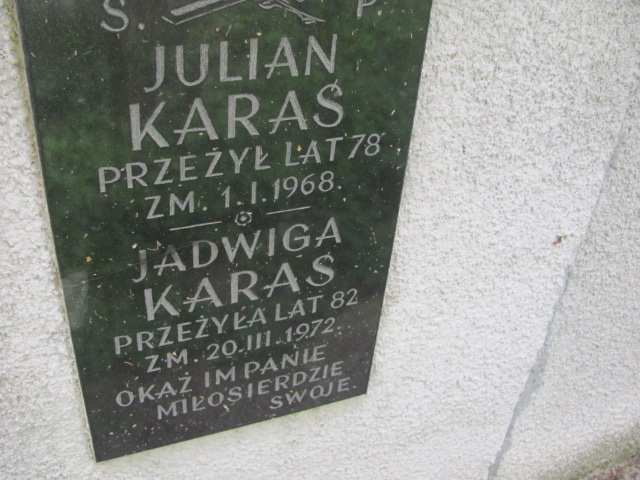 Ś. P.
JULIAN
KARAŚ
PRZEŻYŁ LAT 78
ZM. 1.I.1968.
JADWIGA
KARAŚ
PRZEŻYŁA LAT 82
ZM. 20.III.1972.
OKAŻ IM PANIE
MIŁOSIERDZIE
SWOJE.